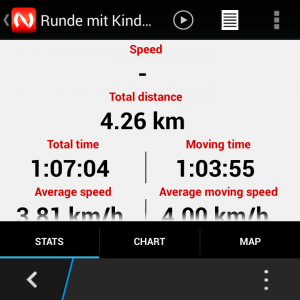 Runde mit Kind…
Speed
-
Total distance
4.26 km
Total time Moving time
1:07:04 1:03:55
Average speed Average moving speed
3.81 km/h 4.00 km/h
STATS CHART MAP